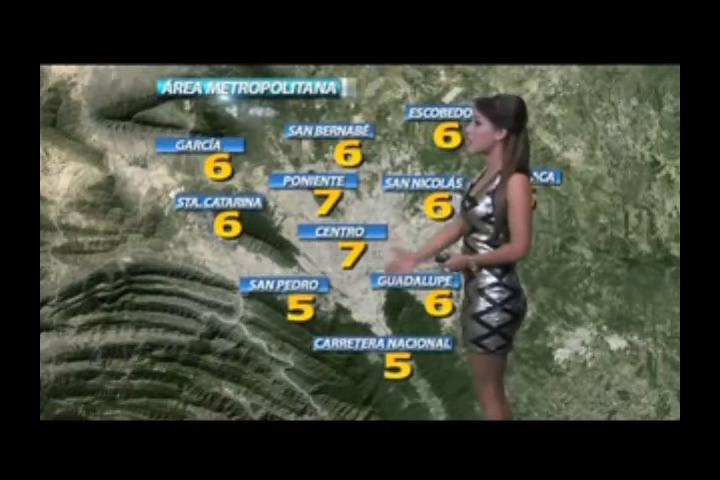 ÁREA METROPOLITANA
ESCOBEDO
6
SAN BERNABÉ
6
GARCÍA
6
PONIENTE
7
SAN NICOLÁS
6
STA. CATARINA
6
CENTRO
7
SAN PEDRO
5
GUADALUPE
6
CARRETERA NACIONAL
5